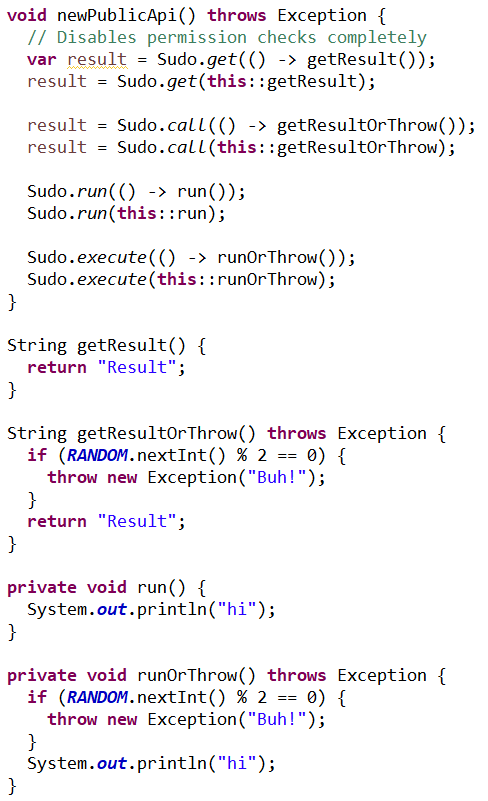 void newPublicApi() throws Exception {
  // Disables permission checks completely
  var result = Sudo.get(() -> getResult());
  result = Sudo.get(this::getResult);

  result = Sudo.call(() -> getResultOrThrow());
  result = Sudo.call(this::getResultOrThrow);

  Sudo.run(() -> run());
  Sudo.run(this::run);

  Sudo.execute(() -> runOrThrow());
  Sudo.execute(this::runOrThrow);
}

String getResult() {
  return "Result";
}

String getResultOrThrow() throws Exception {
  if (RANDOM.nextInt() % 2 == 0) {
    throw new Exception("Buh!");
  }
  return "Result";
}

private void run() {
  System.out.println("hi");
}

private void runOrThrow() throws Exception {
  if (RANDOM.nextInt() % 2 == 0) {
    throw new Exception("Buh!");
  }
  System.out.println("hi");
}